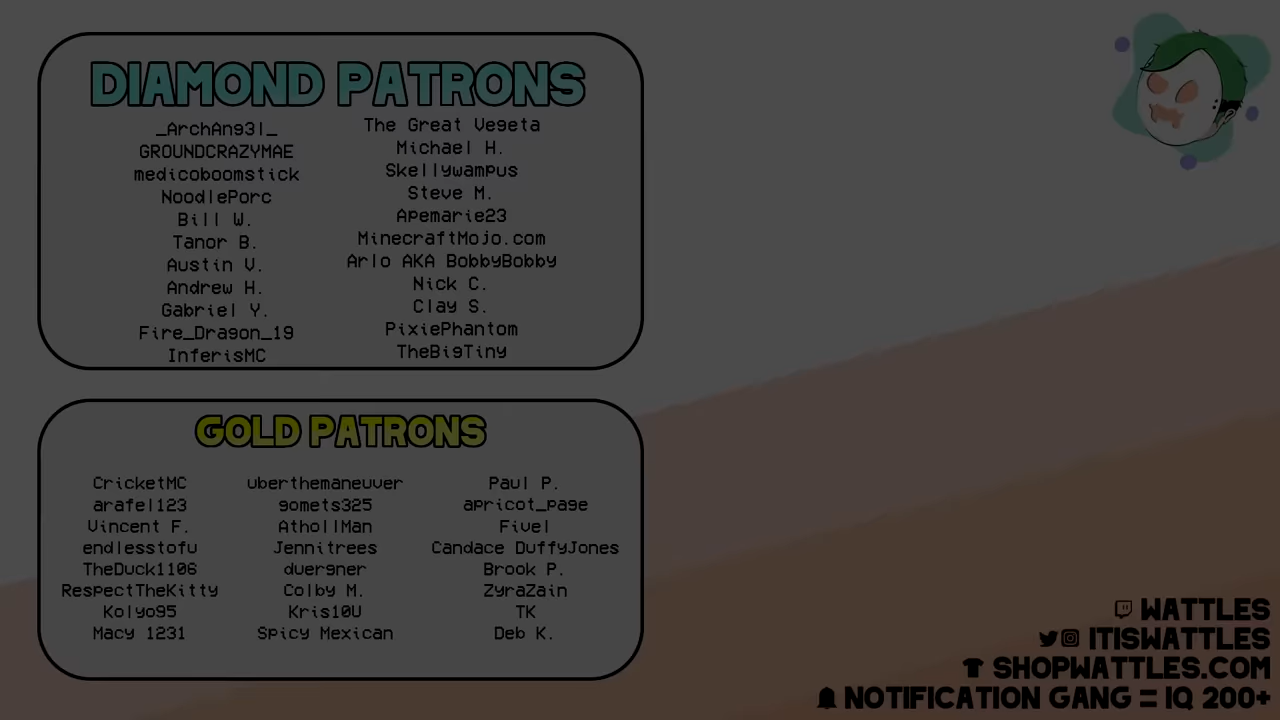 DIAMOND PATRONS
_ArchAng3l_
GROUNDCRAZYMAE
medicoboomstick
NoodlePorc
Bill W.
Tanor B.
Austin V.
Andrew H.
Gabriel Y.
Fire_Dragon_19
InferisMC
The Great Vegeta
Michael H.
Skellywampus
Steve M.
Apemarie23
MinecraftMojo.com
Arlo AKA BobbyBobby
Nick C.
Clay S.
PixiePhantom
TheBigTiny
GOLD PATRONS
CricketMC
arafel123
Vincent F.
endlesstofu
TheDuck1106
RespectTheKitty
Kolyo95
Macy 1231
uberthemaneuver
gomets325
AthollMan
Jennitrees
duergner
Colby M.
Kris10U
Spicy Mexican
Paul P.
apricot_page
Fivel
Candace DuffyJones
Brook P.
ZyraZain
TK
Deb K.
WATTLES
ITISWATTLES
SHOPWATTLES.COM
NOTIFICATION GANG = IQ 200+